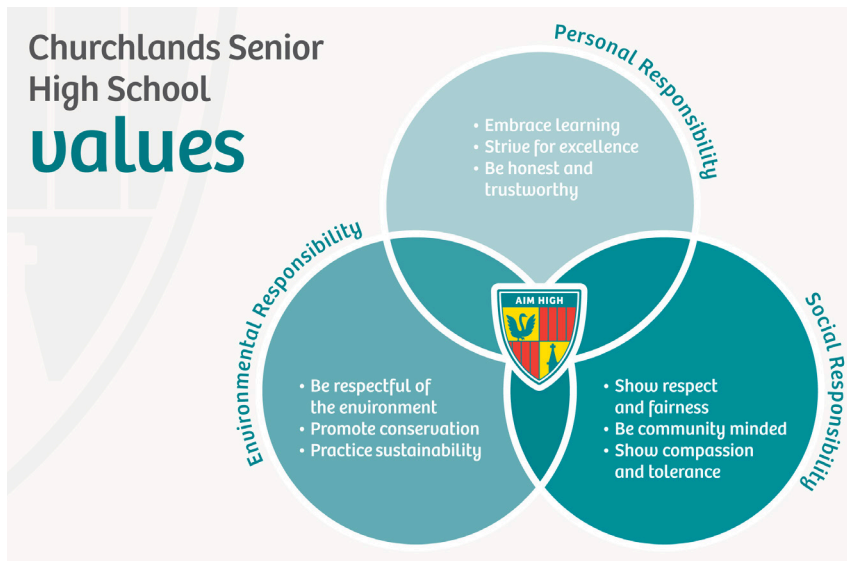 Churchlands Senior
High School
values
Personal Responsibility
• Embrace learning
• Strive for excellence
• Be honest and
trustworthy
Environmental Responsibility
• Be respectful of
the environment
• Promote conservation
• Practice sustainability
AIM HIGH
Social Responsibility
• Show respect
and fairness
• Be community minded
• Show compassion
and tolerance